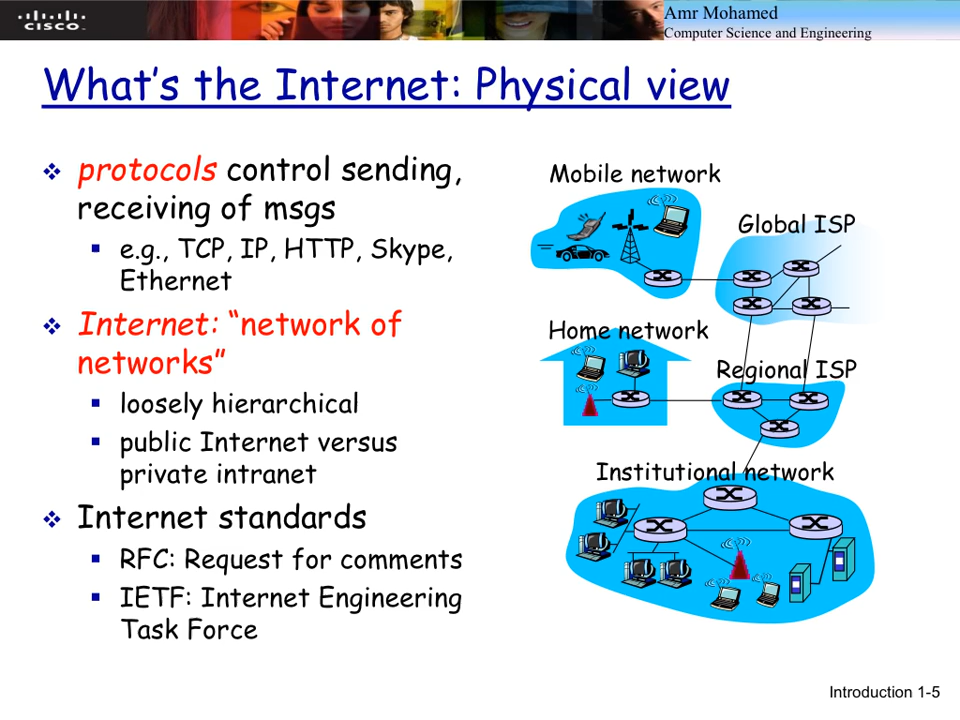 CISCO
Amr Mohamed
Computer Science and Engineering
What's the Internet: Physical view
protocols control sending,
receiving of msgs
e.g., TCP, IP, HTTP, Skype,
Ethernet
Internet: “network of
networks”
loosely hierarchical
public Internet versus
private intranet
Internet standards
RFC: Request for comments
IETF: Internet Engineering
Task Force
Mobile network
Global ISP
Home network
Regional ISP
Institutional network
Introduction 1-5